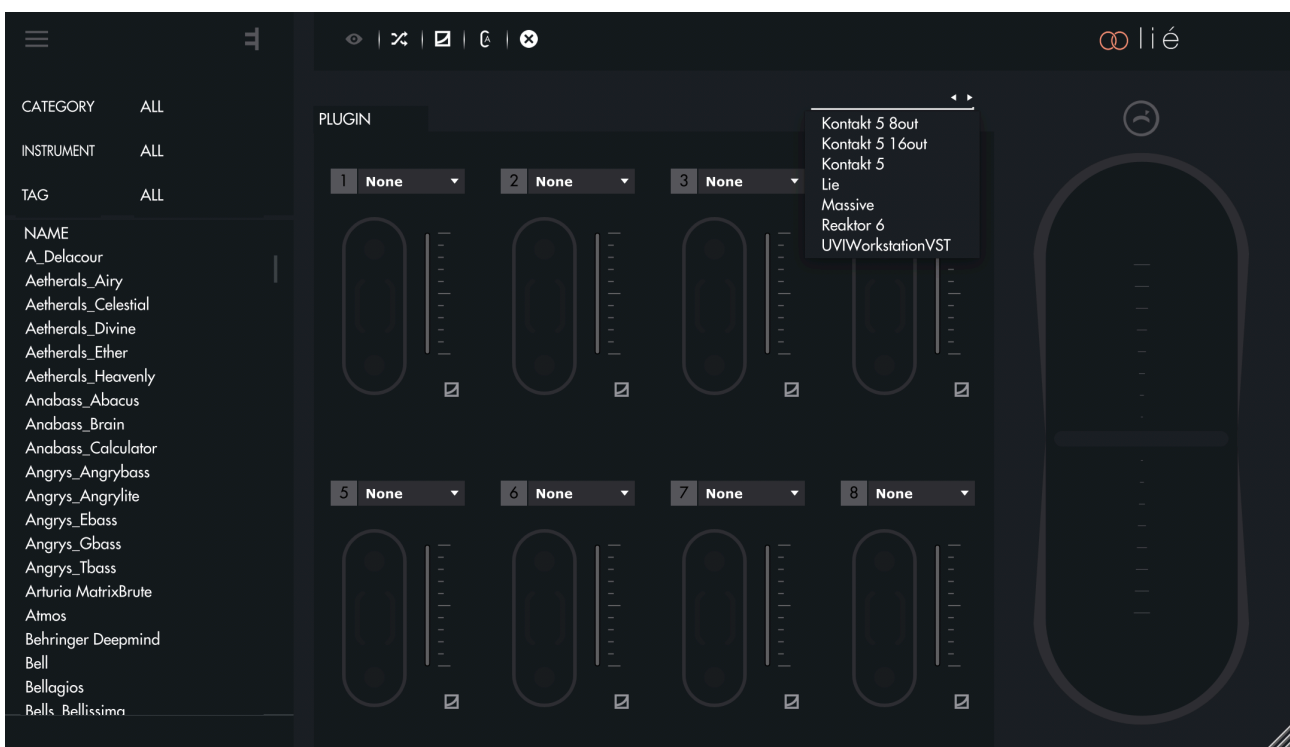 lié
CATEGORY ALL
INSTRUMENT ALL
TAG ALL
NAME
A_Delacour
Aetherals_Airy
Aetherals_Celestial
Aetherals_Divine
Aetherals_Ether
Aetherals_Heavenly
Anabass_Abacus
Anabass_Brain
Anabass_Calculator
Angrys_Angrybass
Angrys_Angrylite
Angrys_Ebass
Angrys_Gbass
Angrys_Tbass
Arturia MatrixBrute
Atmos
Behringer Deepmind
Bell
Bellagios
Bells_Bellissima
A
PLUGIN
Kontakt 5 8out
Kontakt 5 16out
Kontakt 5
Lie
Massive
Reaktor 6
UVIWorkstationVST
1 None
2 None
3 None
5 None
6 None
7 None
8 None